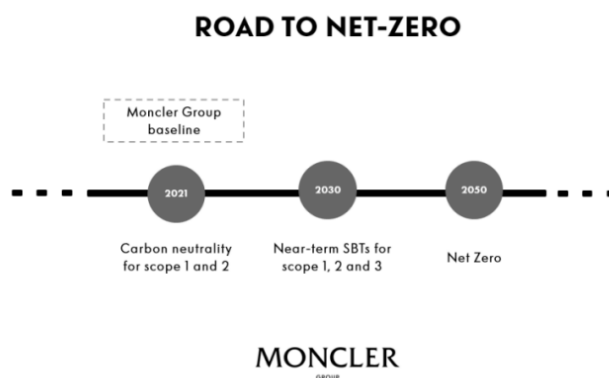 ROAD TO NET-ZERO
Moncler Group
baseline
2021
2030
2050
Carbon neutrality
for scope 1 and 2
Near-term SBTs for
scope 1, 2 and 3
Net Zero
MONCLER
GROUP